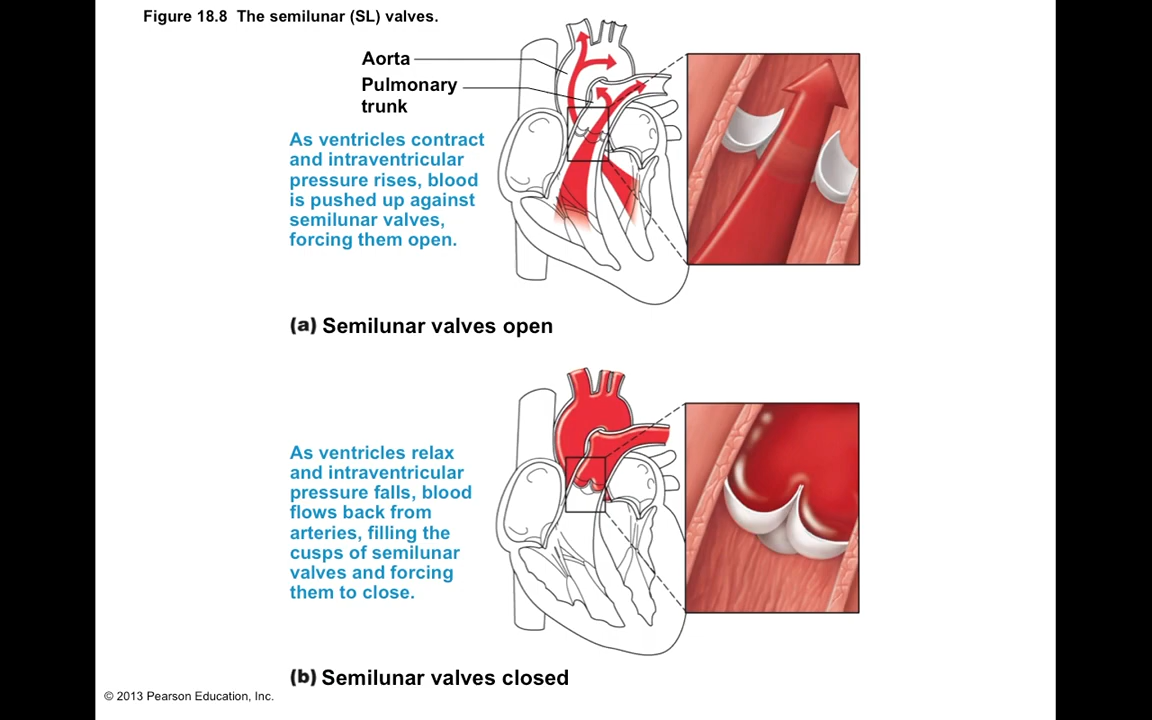 Figure 18.8 The semilunar (SL) valves.
Aorta
Pulmonary
trunk
As ventricles contract
and intraventricular
pressure rises, blood
is pushed up against
semilunar valves,
forcing them open.
(a) Semilunar valves open
As ventricles relax
and intraventricular
pressure falls, blood
flows back from
arteries, filling the
cusps of semilunar
valves and forcing
them to close.
(b) Semilunar valves closed
© 2013 Pearson Education, Inc.